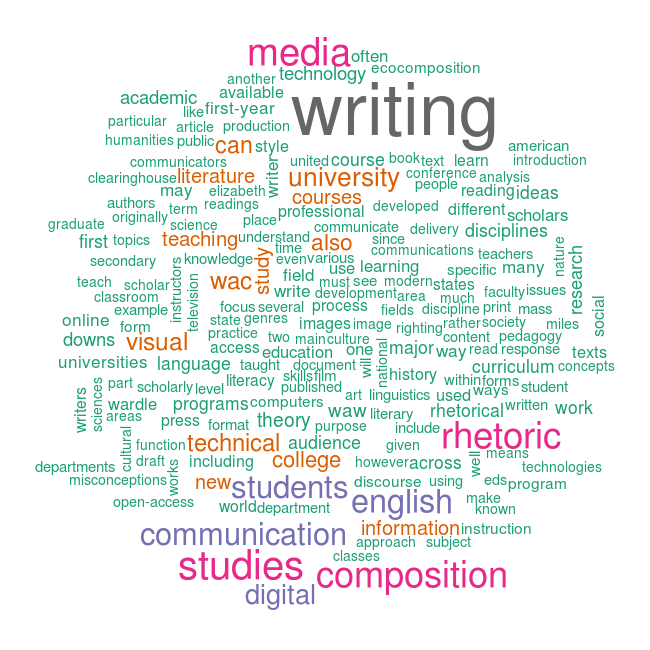 media often
another technology ecocomposition
academic available writing
like first-year
particular article production
humanities public can style american
communicators writer united course book text learn introduction
clearinghouse literature university conference analysis
may elizabeth courses people reading ideas
authors term readings professional developed different scholars
originally science place
graduate communicate delivery disciplines
first topics teaching understand also since
time communications teachers nature
secondary knowledge study even various specific many research
teach scholar instructors television wac field use learning
classroom write must see modern states faculty issues social
example development area much
focus several process fields discipline print mass
online form state genres images image righting rather society miles
downs visual practice two main culture content pedagogy
access education one major way read response texts
universities language taught document will national history curriculum concepts
part scholarly level literacy skills film within forms student
writers sciences published art linguistics used ways
wardle programs computers waw literary rhetorical written work
areas press format theory purpose include
cultural function technical audience given rhetoric
draft including college however across well means
departments works technologies
misconceptions new students discourse using eds program
open-access world department english make known
communication information instruction
approach subject
studies classes
composition
digital